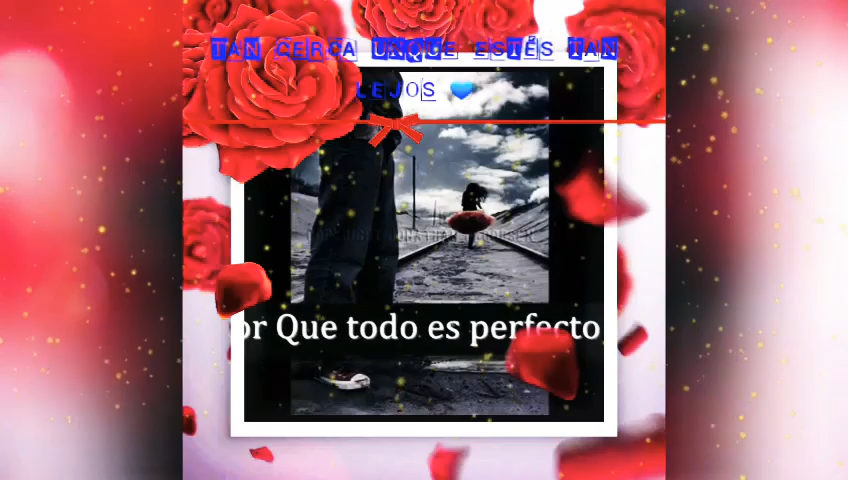 TAN CERCA UNQUE ESTÉS TAN
LEJOS 💙
or Que todo es perfecto